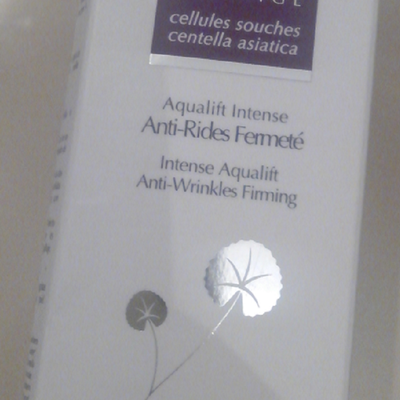 cellules souches
centella asiatica
Aqualift Intense
Anti-Rides Fermeté
Intense Aqualift
Anti-Wrinkles Firming